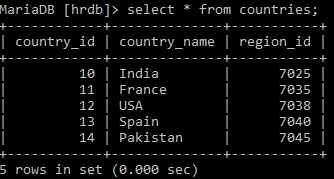 MariaDB [hrdb]> select * from countries;
+------------+--------------+-----------+
| country_id | country_name | region_id |
+------------+--------------+-----------+
|         10 | India        |      7025 |
|         11 | France       |      7035 |
|         12 | USA          |      7038 |
|         13 | Spain        |      7040 |
|         14 | Pakistan     |      7045 |
+------------+--------------+-----------+
5 rows in set (0.000 sec)